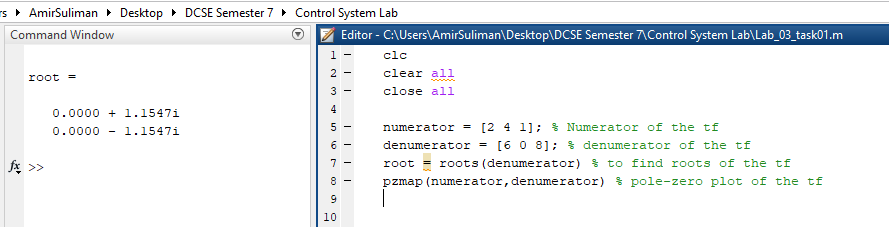 rs ▸ AmirSuliman ▸ Desktop ▸ DCSE Semester 7 ▸ Control System Lab
Command Window
root =
0.0000 + 1.1547i
0.0000 - 1.1547i
fx >>
Editor - C:\Users\AmirSuliman\Desktop\DCSE Semester 7\Control System Lab\Lab_03_task01.m
1 - clc
2 - clear all
3 - close all
4
5 - numerator = [2 4 1]; % Numerator of the tf
6 - denumerator = [6 0 8]; % denumerator of the tf
7 - root = roots(denumerator) % to find roots of the tf
8 - pzmap(numerator,denumerator) % pole-zero plot of the tf
9
10